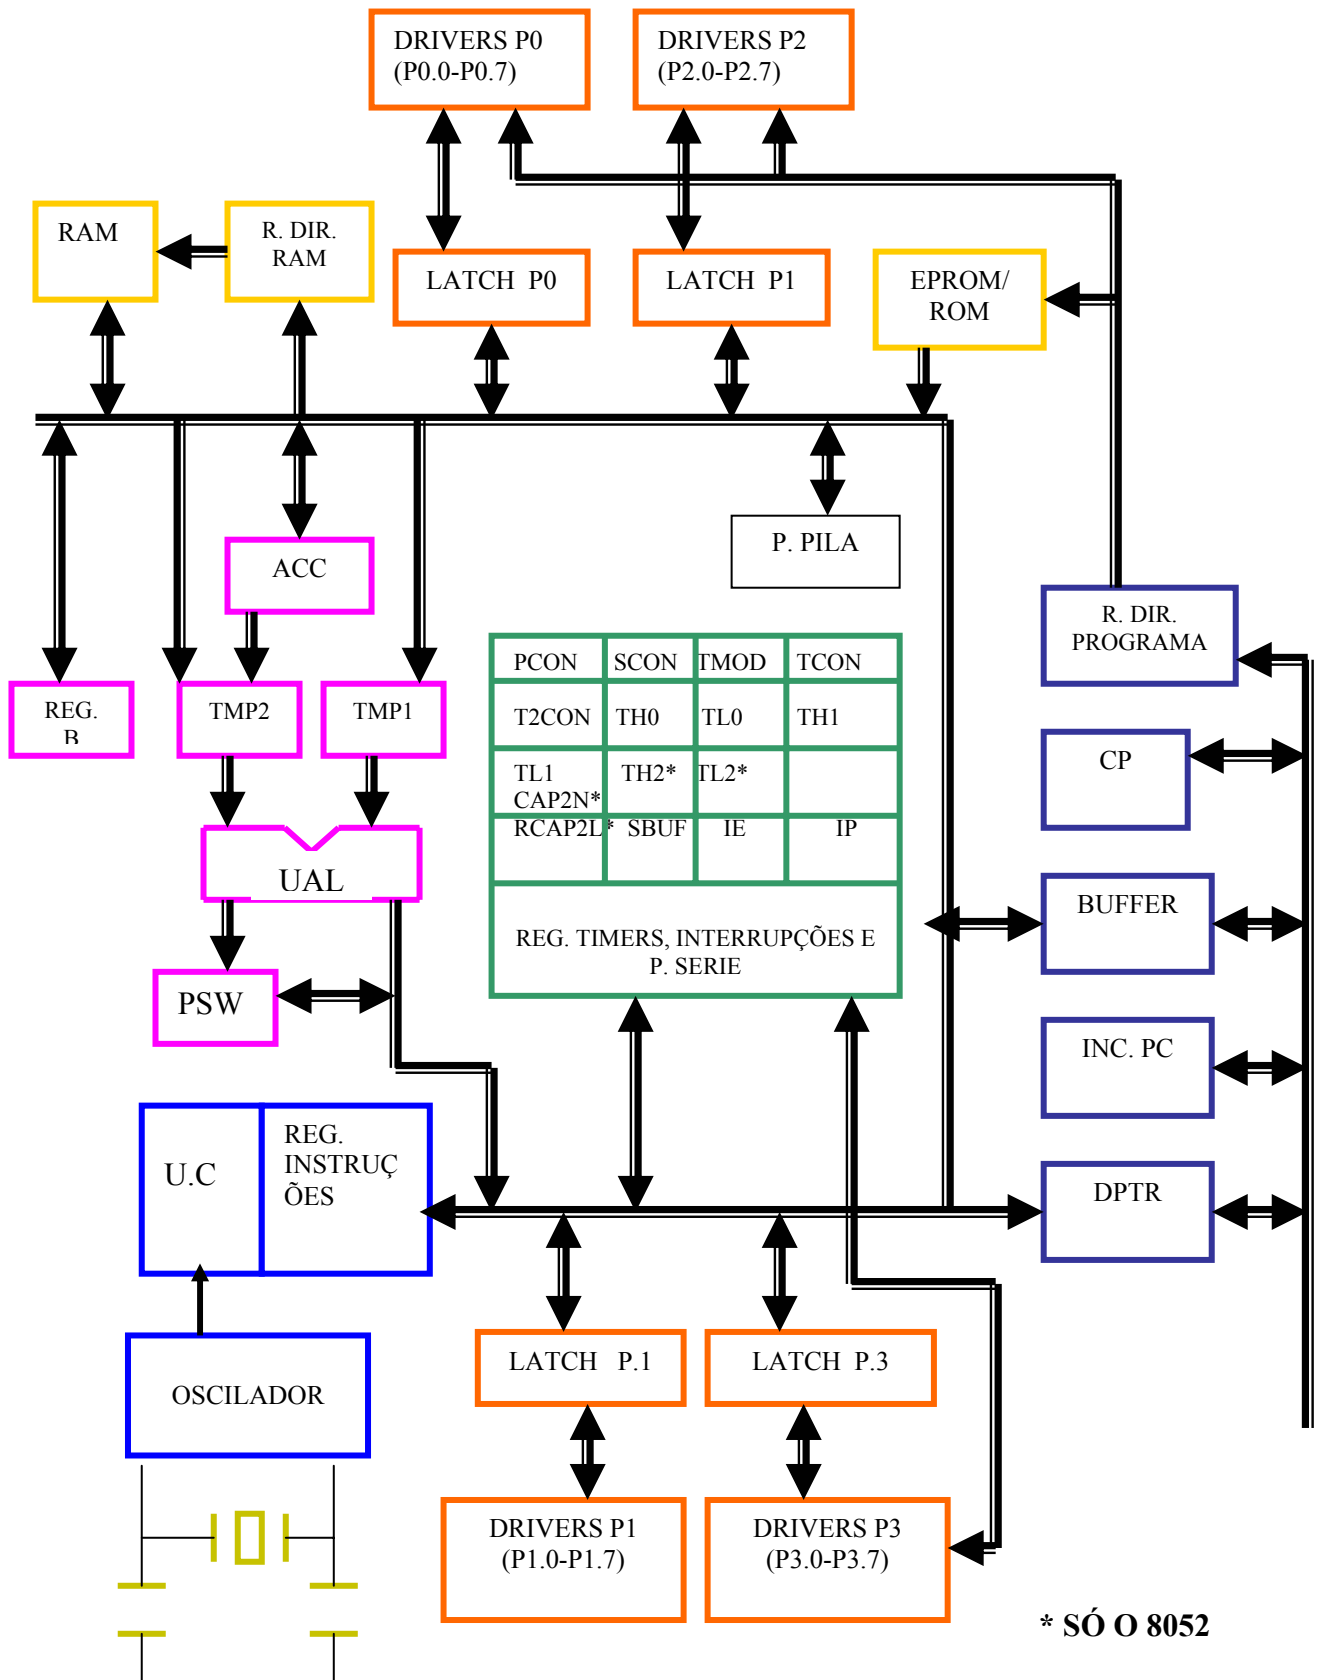 DRIVERS P0
(P0.0-P0.7)
DRIVERS P2
(P2.0-P2.7)
RAM
R. DIR.
RAM
LATCH P0
LATCH P1
EPROM/
ROM
P. PILA
ACC
R. DIR.
PROGRAMA
REG.
B
TMP2
TMP1
PCON SCON TMOD TCON
T2CON TH0 TL0 TH1
TL1 TH2* TL2*
CAP2N*
RCAP2L* SBUF IE IP
REG. TIMERS, INTERRUPÇÕES E
P. SERIE
CP
UAL
BUFFER
PSW
INC. PC
U.C
REG.
INSTRUÇ
ÕES
DPTR
LATCH P.1
LATCH P.3
OSCILADOR
DRIVERS P1
(P1.0-P1.7)
DRIVERS P3
(P3.0-P3.7)
* SÓ O 8052